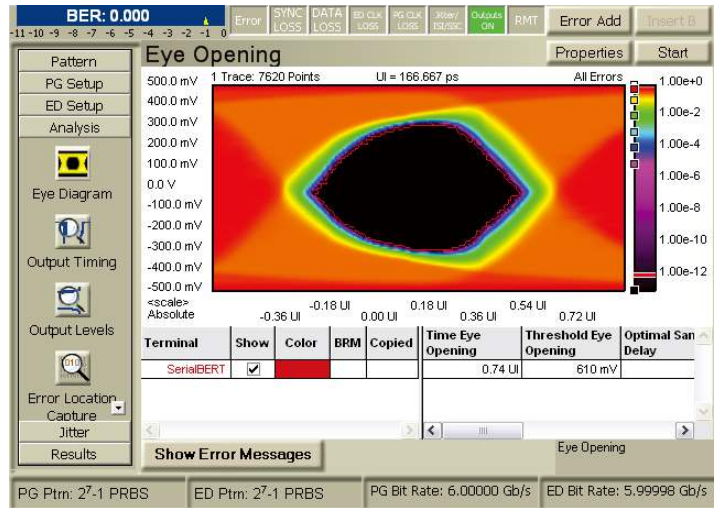 BER: 0.000
-11 -10 -9 -8 -7 -6 -5 -4 -3 -2 -1 0
Error
SYNC LOSS
DATA LOSS
ED CLK LOSS
PG CLK LOSS
Jitter/ ISI/SSC
Outputs ON
RMT
Error Add
Insert B
Pattern
PG Setup
ED Setup
Analysis
Eye Diagram
Output Timing
Output Levels
Error Location
Capture
Jitter
Results
Eye Opening
Properties
Start
1 Trace: 7620 Points
UI = 166.667 ps
All Errors
500.0 mV
400.0 mV
300.0 mV
200.0 mV
100.0 mV
0.0 V
-100.0 mV
-200.0 mV
-300.0 mV
-400.0 mV
-500.0 mV
1.00e+0
1.00e-2
1.00e-4
1.00e-6
1.00e-8
1.00e-10
1.00e-12
<scale>
Absolute
-0.36 UI
-0.18 UI
0.00 UI
0.18 UI
0.36 UI
0.54 UI
0.72 UI
Terminal
Show
Color
BRM
Copied
Time Eye
Opening
Threshold Eye
Opening
Optimal San
Delay
SerialBERT
0.74 UI
610 mV
Show Error Messages
Eye Opening
PG Ptrn: 2⁷-1 PRBS
ED Ptrn: 2⁷-1 PRBS
PG Bit Rate: 6.00000 Gb/s
ED Bit Rate: 5.99998 Gb/s